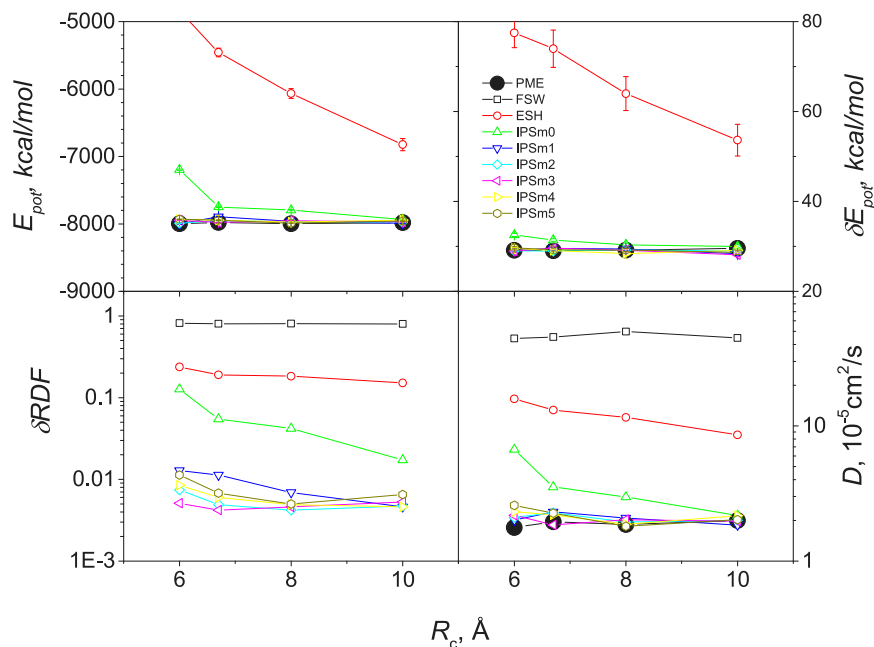 -5000
-6000
-7000
-8000
-9000
E_pot, kcal/mol
80
60
40
20
δE_pot, kcal/mol
PME
FSW
ESH
IPSm0
IPSm1
IPSm2
IPSm3
IPSm4
IPSm5
1
0.1
0.01
1E-3
δRDF
10
1
D, 10⁻⁵cm²/s
6 8 10 6 8 10
R_c, Å